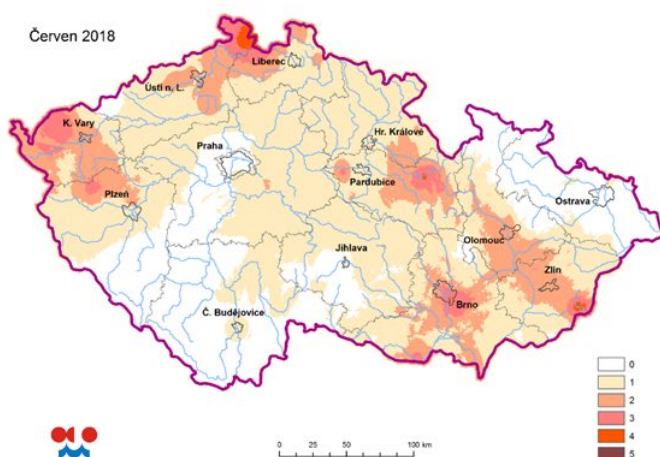 Červen 2018
Liberec
Ústí n. L.
K. Vary
Praha
Hr. Králové
Plzeň
Pardubice
Ostrava
Jihlava
Olomouc
Zlín
Brno
Č. Budějovice
0
1
2
3
4
5
0 25 50 100 km